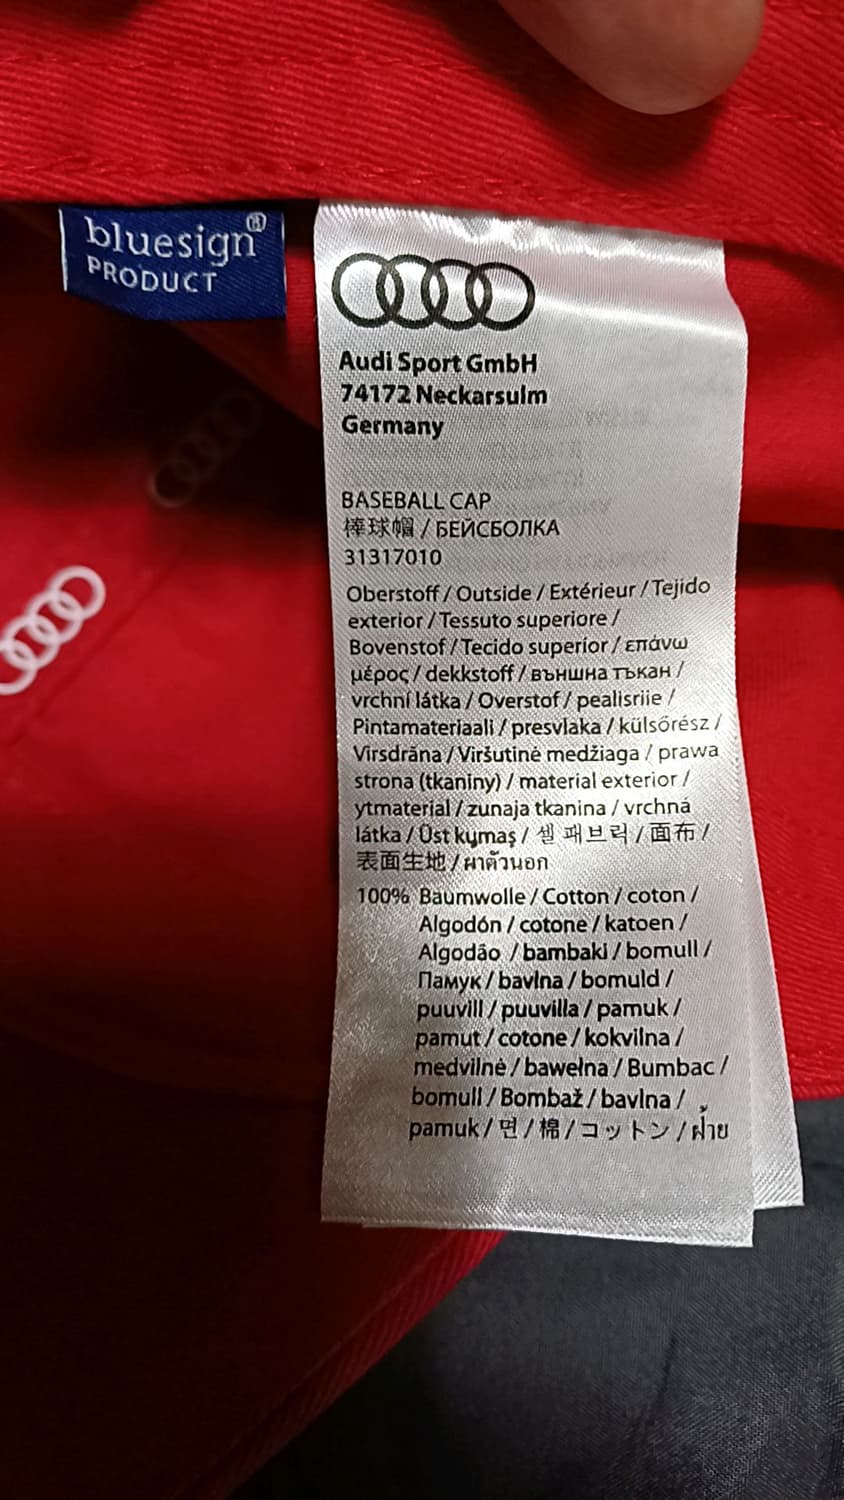 bluesign®
PRODUCT
Audi Sport GmbH
74172 Neckarsulm
Germany
BASEBALL CAP
棒球帽 / БЕЙСБОЛКА
31317010
Oberstoff / Outside / Extérieur / Tejido
exterior / Tessuto superiore /
Bovenstof / Tecido superior / επάνω
μέρος / dekkstoff / външна тъкан /
vrchní látka / Overstof / pealisriie /
Pintamateriaali / presvlaka / külsőrész /
Virsdrāna / Viršutinė medžiaga / prawa
strona (tkaniny) / material exterior /
ytmaterial / zunaja tkanina / vrchná
látka / Üst kymaş / 셀 패브릭 / 面布 /
表面生地 / ผาตัวนอก
100% Baumwolle / Cotton / coton /
Algodón / cotone / katoen /
Algodão / bambaki / bomull /
Памук / bavlna / bomuld /
puuvill / puuvilla / pamuk /
pamut / cotone / kokvilna /
medvilnė / bawełna / Bumbac /
bomull / Bombaž / bavlna /
pamuk / 면 / 棉 / コットン / ฝ้าย